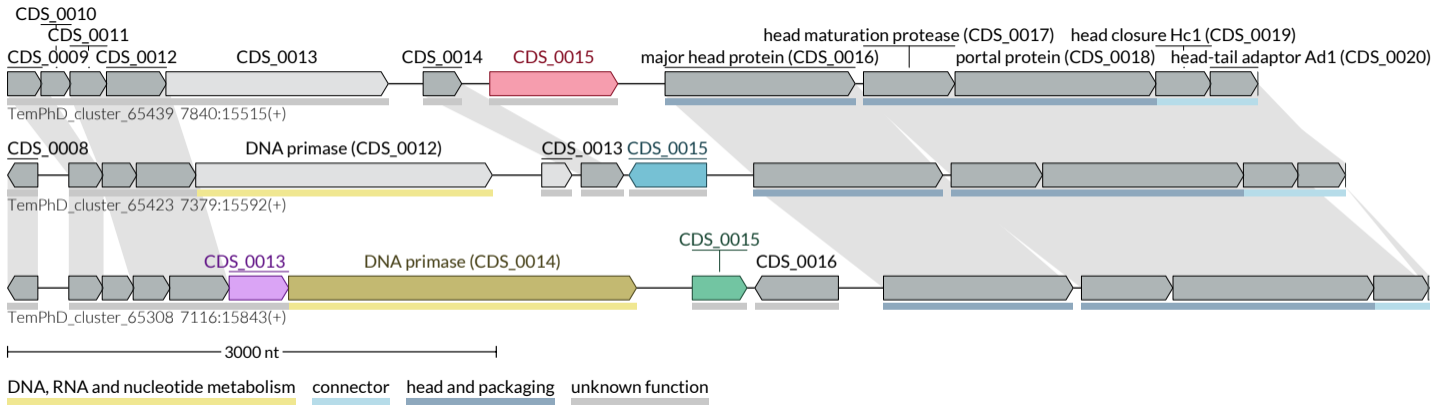 CDS_0010
CDS_0011
head maturation protease (CDS_0017) head closure Hc1 (CDS_0019)
CDS_0009 CDS_0012 CDS_0013 CDS_0014 CDS_0015 major head protein (CDS_0016) portal protein (CDS_0018) head-tail adaptor Ad1 (CDS_0020)
TemPhD_cluster_65439 7840:15515(+)
CDS_0008 DNA primase (CDS_0012) CDS_0013 CDS_0015
TemPhD_cluster_65423 7379:15592(+)
CDS_0015
CDS_0013 DNA primase (CDS_0014) CDS_0016
TemPhD_cluster_65308 7116:15843(+)
3000 nt
DNA, RNA and nucleotide metabolism connector head and packaging unknown function